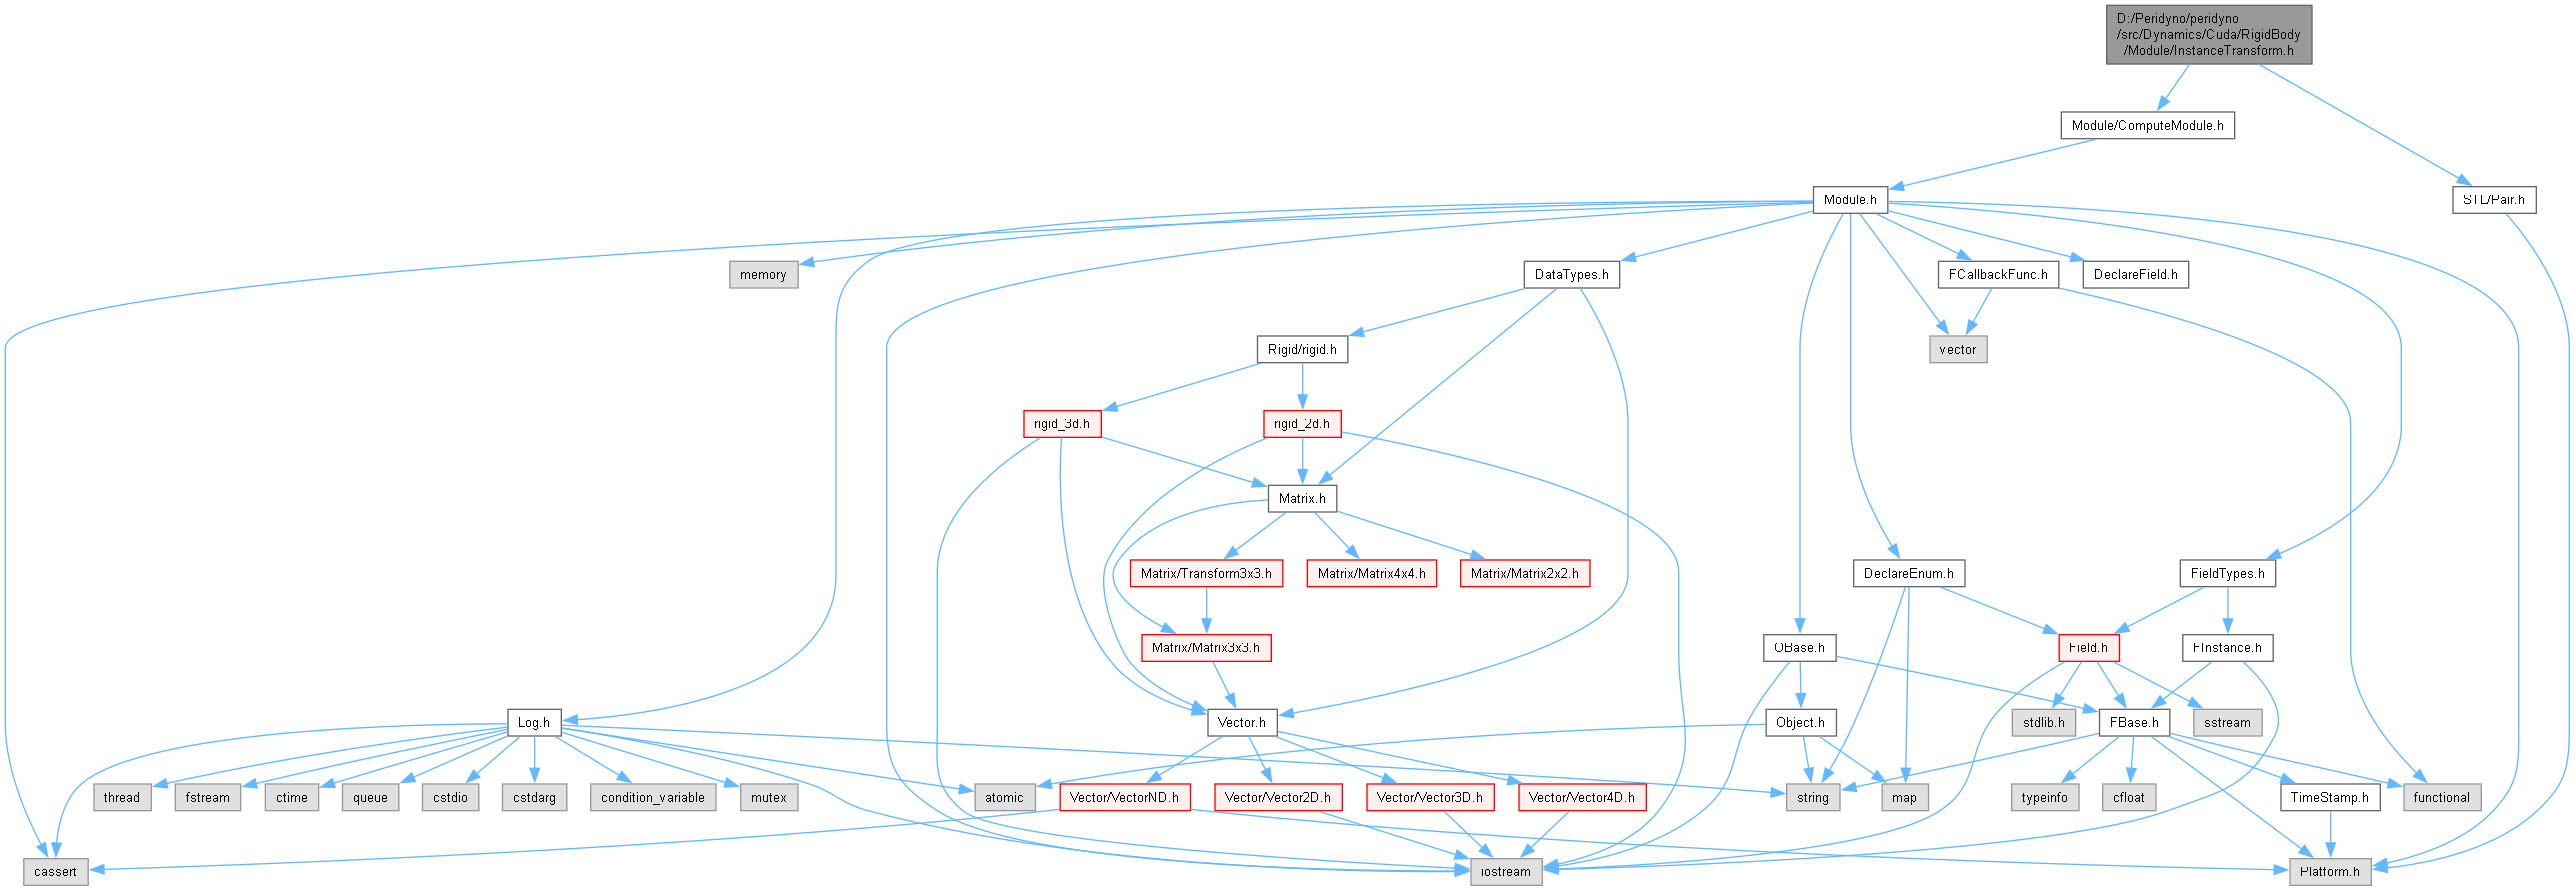 D:/Peridyno/peridyno
/src/Dynamics/Cuda/RigidBody
/Module/InstanceTransform.h
Module/ComputeModule.h
Module.h
STL/Pair.h
memory
DataTypes.h
FCallbackFunc.h
DeclareField.h
Rigid/rigid.h
vector
rigid_3d.h
rigid_2d.h
Matrix.h
Matrix/Transform3x3.h
Matrix/Matrix4x4.h
Matrix/Matrix2x2.h
DeclareEnum.h
FieldTypes.h
Matrix/Matrix3x3.h
OBase.h
Field.h
FInstance.h
Log.h
Vector.h
Object.h
stdlib.h
FBase.h
sstream
thread
fstream
ctime
queue
cstdio
cstdarg
condition_variable
mutex
atomic
Vector/VectorND.h
Vector/Vector2D.h
Vector/Vector3D.h
Vector/Vector4D.h
string
map
typeinfo
cfloat
TimeStamp.h
functional
cassert
iostream
Platform.h